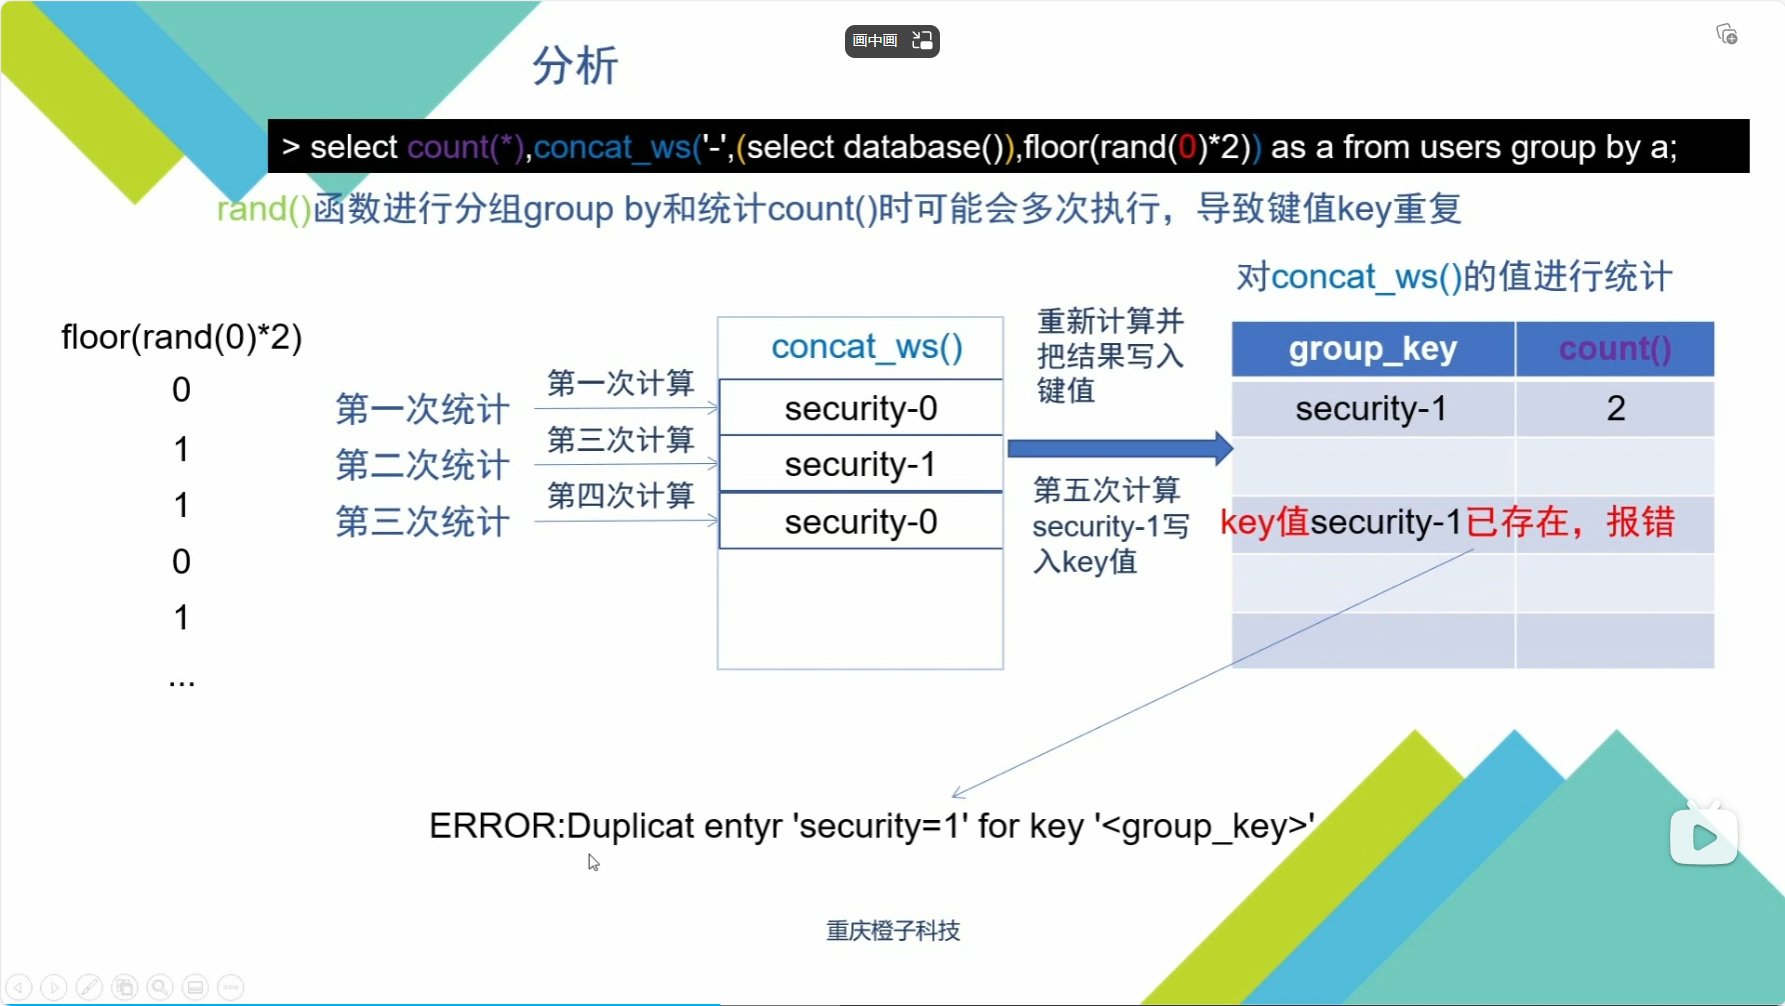 画中画
分析
> select count(*),concat_ws('-',(select database()),floor(rand(0)*2)) as a from users group by a;
rand()函数进行分组group by和统计count()时可能会多次执行，导致键值key重复
对concat_ws()的值进行统计
floor(rand(0)*2)
0
1
1
0
1
...
第一次统计
第二次统计
第三次统计
第一次计算
第三次计算
第四次计算
concat_ws()
security-0
security-1
security-0
重新计算并
把结果写入
键值
第五次计算
security-1写
入key值
group_key count()
security-1 2
key值security-1已存在，报错
ERROR:Duplicat entyr 'security=1' for key '<group_key>'
重庆橙子科技